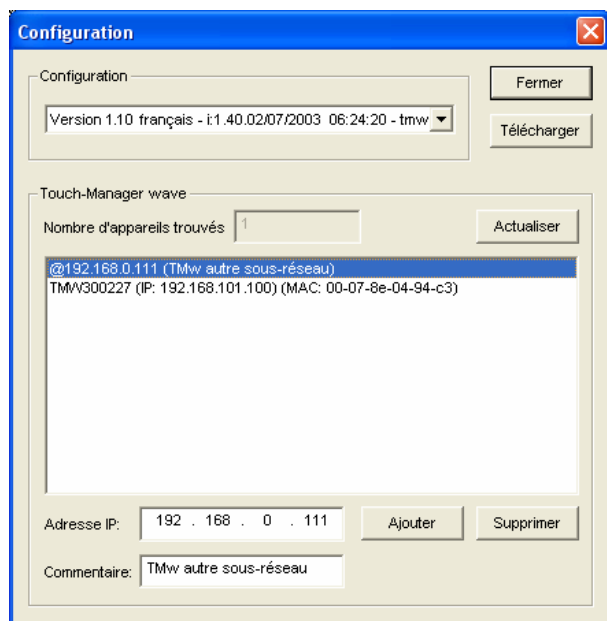 Configuration
Configuration
Version 1.10 français - i:1.40.02/07/2003 06:24:20 - tmw
Fermer
Télécharger
Touch-Manager wave
Nombre d'appareils trouvés 1
Actualiser
@192.168.0.111 (TMw autre sous-réseau)
TMW300227 (IP: 192.168.101.100) (MAC: 00-07-8e-04-94-c3)
Adresse IP: 192 . 168 . 0 . 111 Ajouter Supprimer
Commentaire: TMw autre sous-réseau